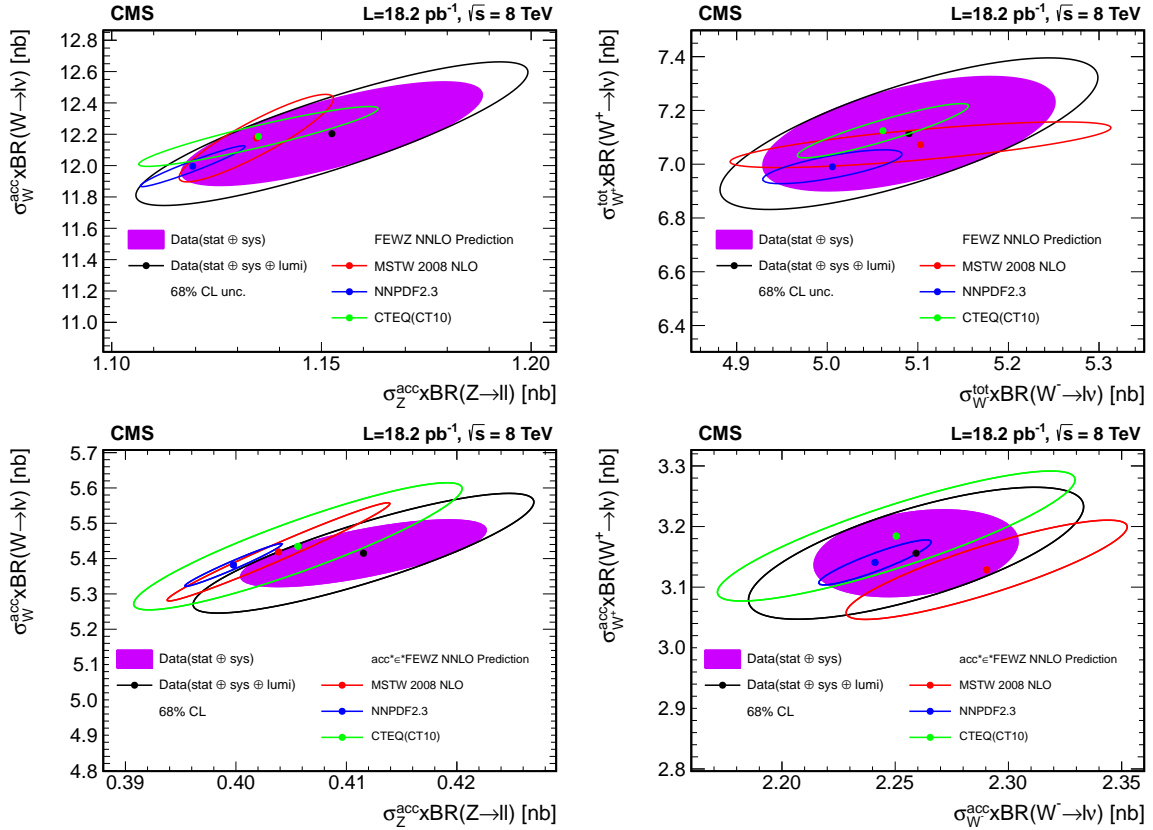 CMS
L=18.2 pb⁻¹, √s = 8 TeV
σ_W^acc xBR(W→lν) [nb]
12.8
12.6
12.4
12.2
12.0
11.8
11.6
11.4
11.2
11.0
Data(stat ⊕ sys)
FEWZ NNLO Prediction
Data(stat ⊕ sys ⊕ lumi)
MSTW 2008 NLO
68% CL unc.
NNPDF2.3
CTEQ(CT10)
1.10 1.15 1.20
σ_Z^acc xBR(Z→ll) [nb]
CMS
L=18.2 pb⁻¹, √s = 8 TeV
σ_W⁺^tot xBR(W⁺→lν) [nb]
7.4
7.2
7.0
6.8
6.6
6.4
Data(stat ⊕ sys)
FEWZ NNLO Prediction
Data(stat ⊕ sys ⊕ lumi)
MSTW 2008 NLO
68% CL unc.
NNPDF2.3
CTEQ(CT10)
4.9 5.0 5.1 5.2 5.3
σ_W⁻^tot xBR(W⁻→lν) [nb]
CMS
L=18.2 pb⁻¹, √s = 8 TeV
σ_W^acc xBR(W→lν) [nb]
5.7
5.6
5.5
5.4
5.3
5.2
5.1
5.0
4.9
4.8
Data(stat ⊕ sys)
acc*ε*FEWZ NNLO Prediction
Data(stat ⊕ sys ⊕ lumi)
MSTW 2008 NLO
68% CL
NNPDF2.3
CTEQ(CT10)
0.39 0.40 0.41 0.42
σ_Z^acc xBR(Z→ll) [nb]
CMS
L=18.2 pb⁻¹, √s = 8 TeV
σ_W⁺^acc xBR(W⁺→lν) [nb]
3.3
3.2
3.1
3.0
2.9
2.8
Data(stat ⊕ sys)
acc*ε*FEWZ NNLO Prediction
Data(stat ⊕ sys ⊕ lumi)
MSTW 2008 NLO
68% CL
NNPDF2.3
CTEQ(CT10)
2.20 2.25 2.30 2.35
σ_W⁻^acc xBR(W⁻→lν) [nb]